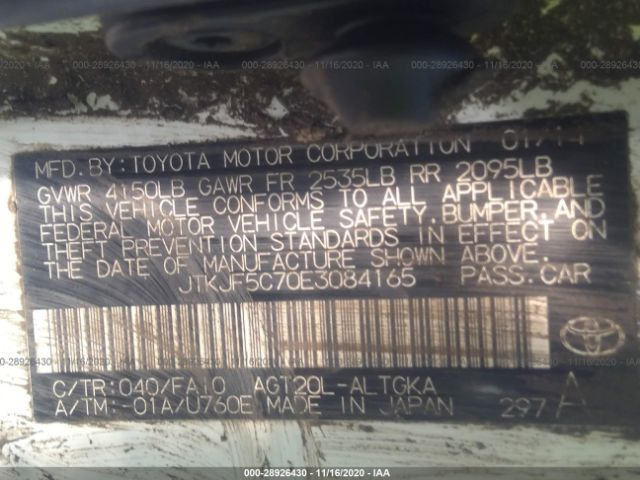 000-28926430 - 11/16/2020 - IAA
MFD. BY: TOYOTA MOTOR CORPORATION 01/14
GVWR 4150LB GAWR FR 2535LB RR 2095LB
THIS VEHICLE CONFORMS TO ALL APPLICABLE
FEDERAL MOTOR VEHICLE SAFETY, BUMPER, AND
THEFT PREVENTION STANDARDS IN EFFECT ON
THE DATE OF MANUFACTURE SHOWN ABOVE.
JTKJF5C70E3084165 PASS. CAR
C/TR: 040/FA10 AGT20L-ALTGKA
A/TM: -01A/U760E MADE IN JAPAN 297 A
000-28926430 - 11/16/2020 - IAA